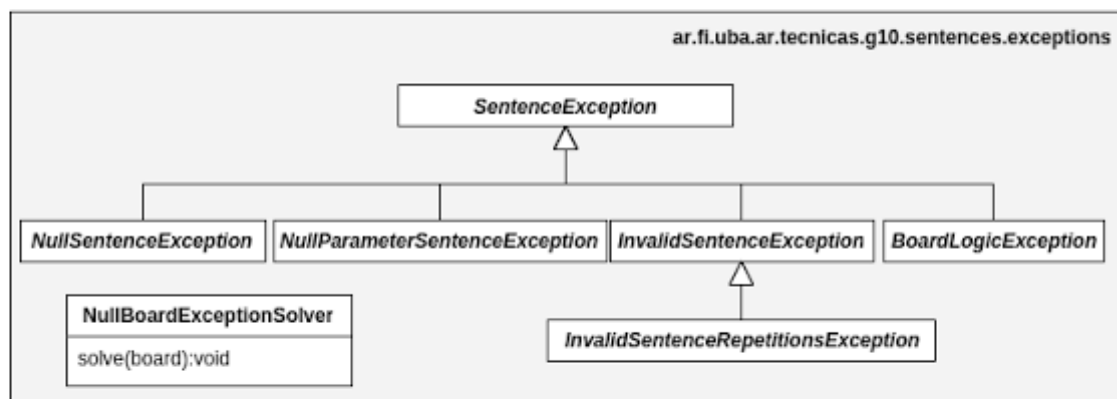 ar.fi.uba.ar.tecnicas.g10.sentences.exceptions
SentenceException
NullSentenceException
NullParameterSentenceException
InvalidSentenceException
BoardLogicException
NullBoardExceptionSolver
solve(board):void
InvalidSentenceRepetitionsException